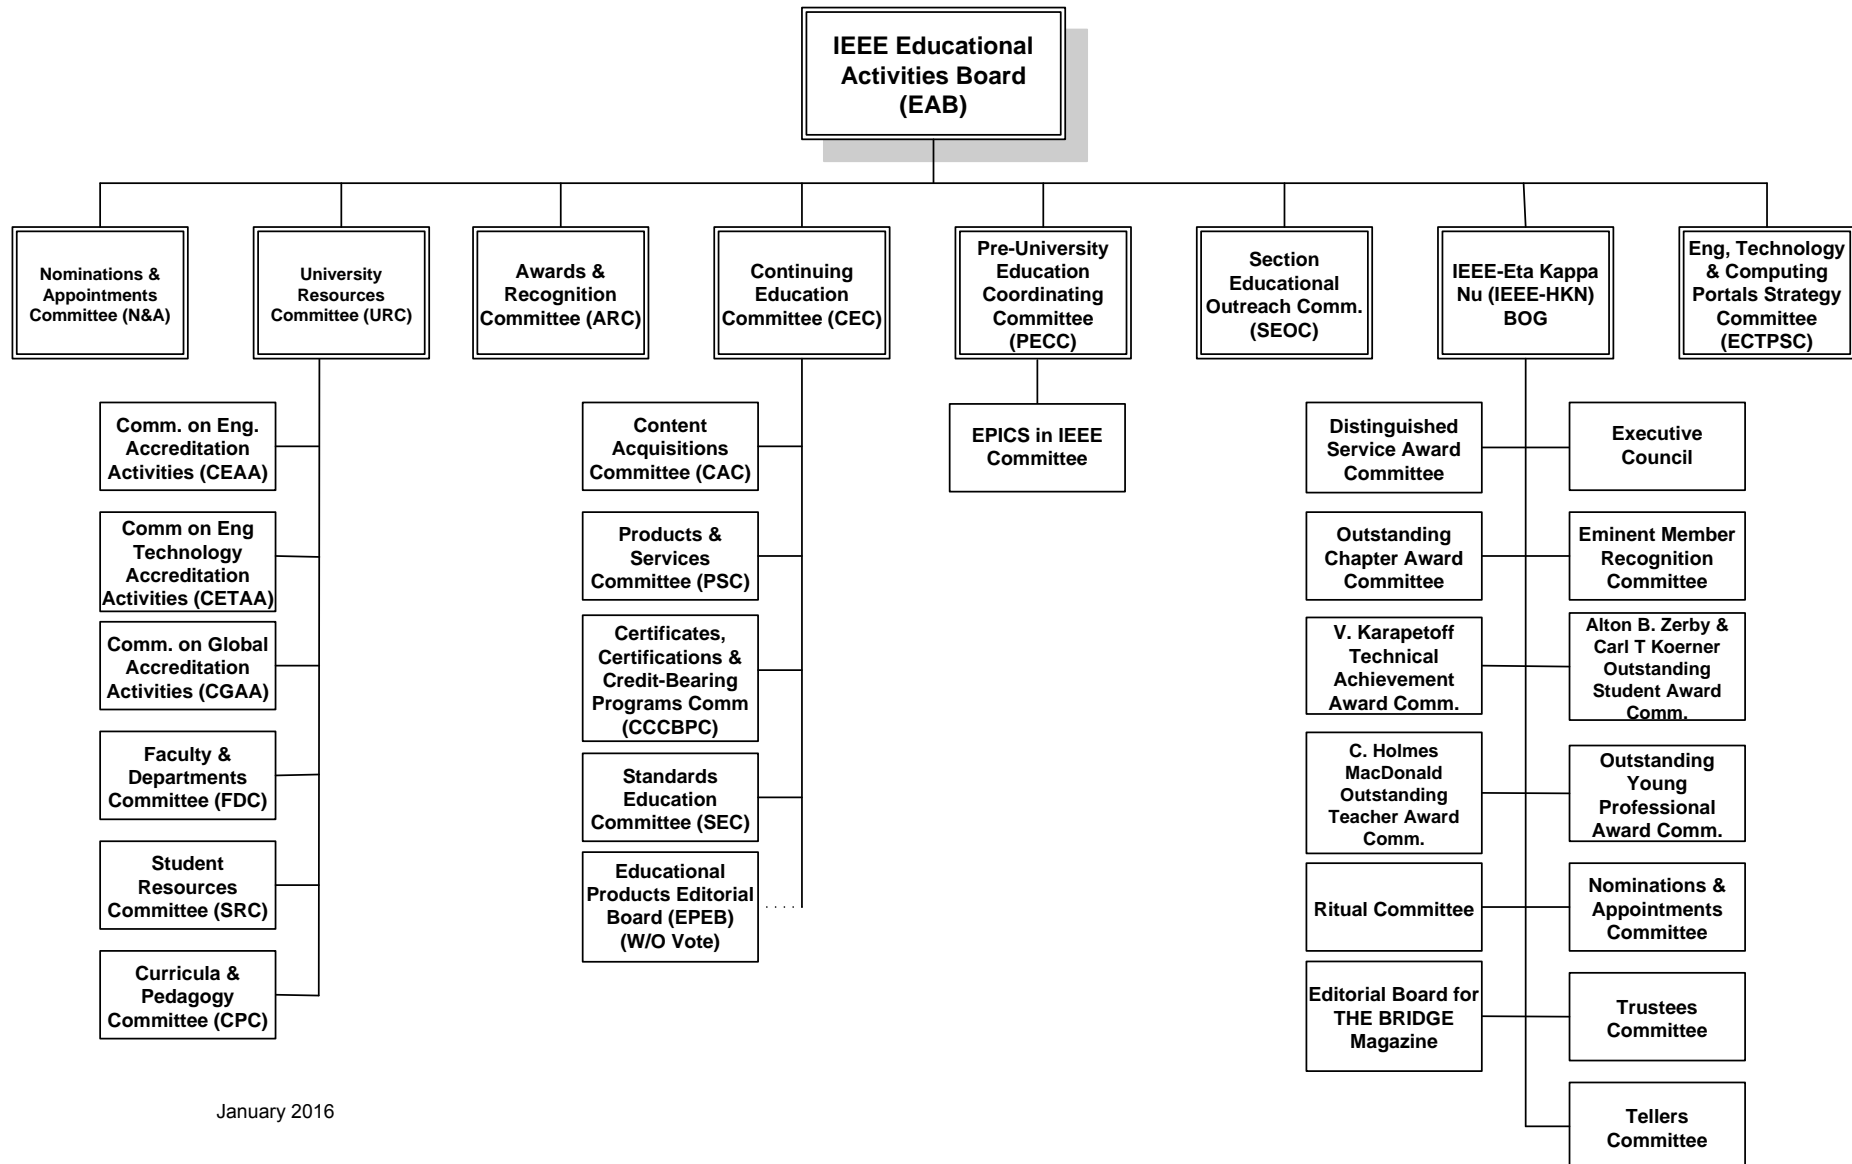 IEEE Educational
Activities Board
(EAB)
Nominations &
Appointments
Committee (N&A)
University
Resources
Committee (URC)
Awards &
Recognition
Committee (ARC)
Continuing
Education
Committee (CEC)
Pre-University
Education
Coordinating
Committee
(PECC)
Section
Educational
Outreach Comm.
(SEOC)
IEEE-Eta Kappa
Nu (IEEE-HKN)
BOG
Eng, Technology
& Computing
Portals Strategy
Committee
(ECTPSC)
Comm. on Eng.
Accreditation
Activities (CEAA)
Comm on Eng
Technology
Accreditation
Activities (CETAA)
Comm. on Global
Accreditation
Activities (CGAA)
Faculty &
Departments
Committee (FDC)
Student
Resources
Committee (SRC)
Curricula &
Pedagogy
Committee (CPC)
Content
Acquisitions
Committee (CAC)
Products &
Services
Committee (PSC)
Certificates,
Certifications &
Credit-Bearing
Programs Comm
(CCCBPC)
Standards
Education
Committee (SEC)
Educational
Products Editorial
Board (EPEB)
(W/O Vote)
EPICS in IEEE
Committee
Distinguished
Service Award
Committee
Executive
Council
Outstanding
Chapter Award
Committee
Eminent Member
Recognition
Committee
V. Karapetoff
Technical
Achievement
Award Comm.
Alton B. Zerby &
Carl T Koerner
Outstanding
Student Award
Comm.
C. Holmes
MacDonald
Outstanding
Teacher Award
Comm.
Outstanding
Young
Professional
Award Comm.
Ritual Committee
Nominations &
Appointments
Committee
Editorial Board for
THE BRIDGE
Magazine
Trustees
Committee
Tellers
Committee
January 2016